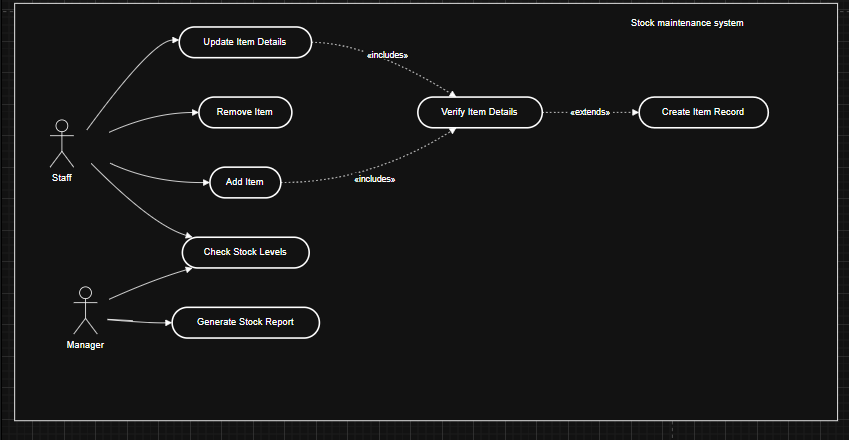 Stock maintenance system
Update Item Details
«includes»
Remove Item
Verify Item Details
«extends»
Create Item Record
Staff
Add Item
«includes»
Check Stock Levels
Manager
Generate Stock Report